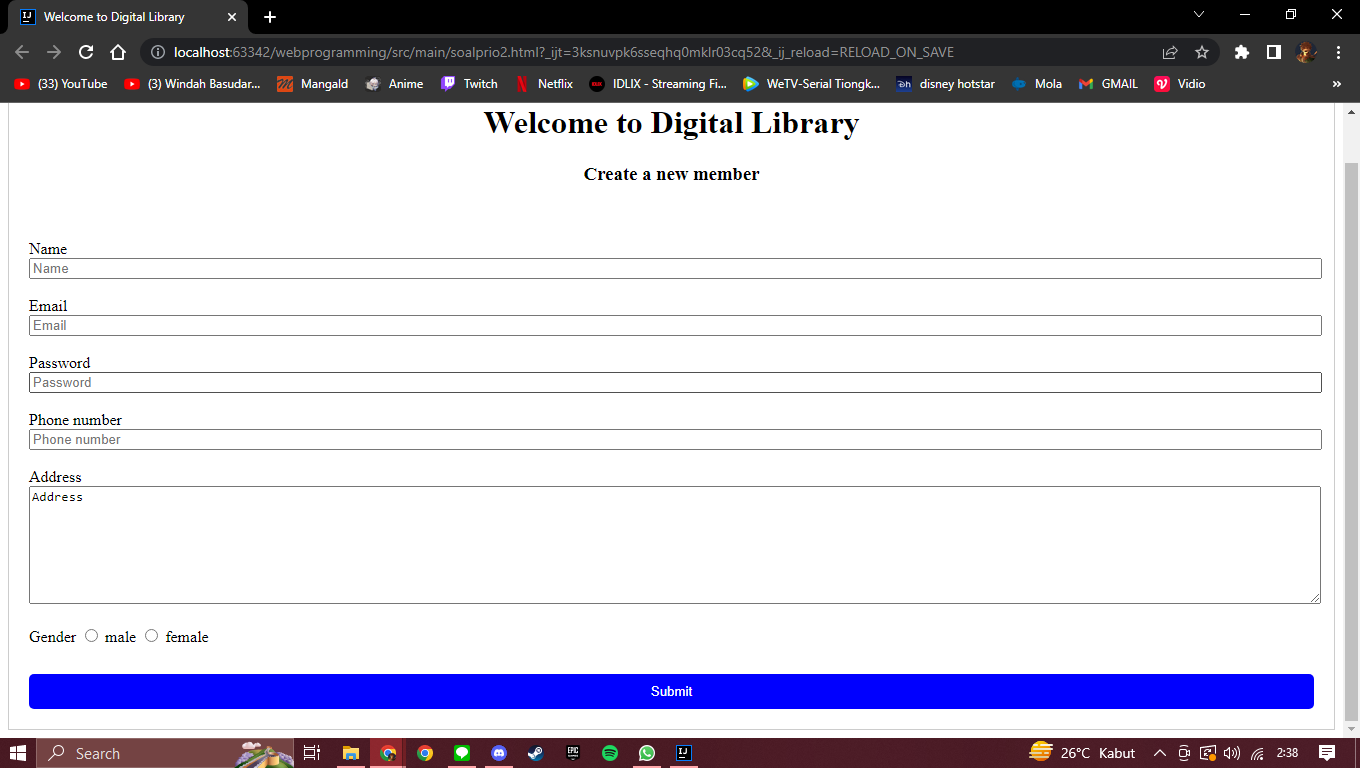 Welcome to Digital Library
localhost:63342/webprogramming/src/main/soalprio2.html?_ijt=3ksnuvpk6sseqhq0mklr03cq52&_ij_reload=RELOAD_ON_SAVE
(33) YouTube (3) Windah Basudar... Mangald Anime Twitch Netflix IDLIX - Streaming Fi... WeTV-Serial Tiongk... disney hotstar Mola GMAIL Vidio »
Welcome to Digital Library
Create a new member
Name
Name
Email
Email
Password
Password
Phone number
Phone number
Address
Address
Gender male female
Submit
Search 26°C Kabut 2:38